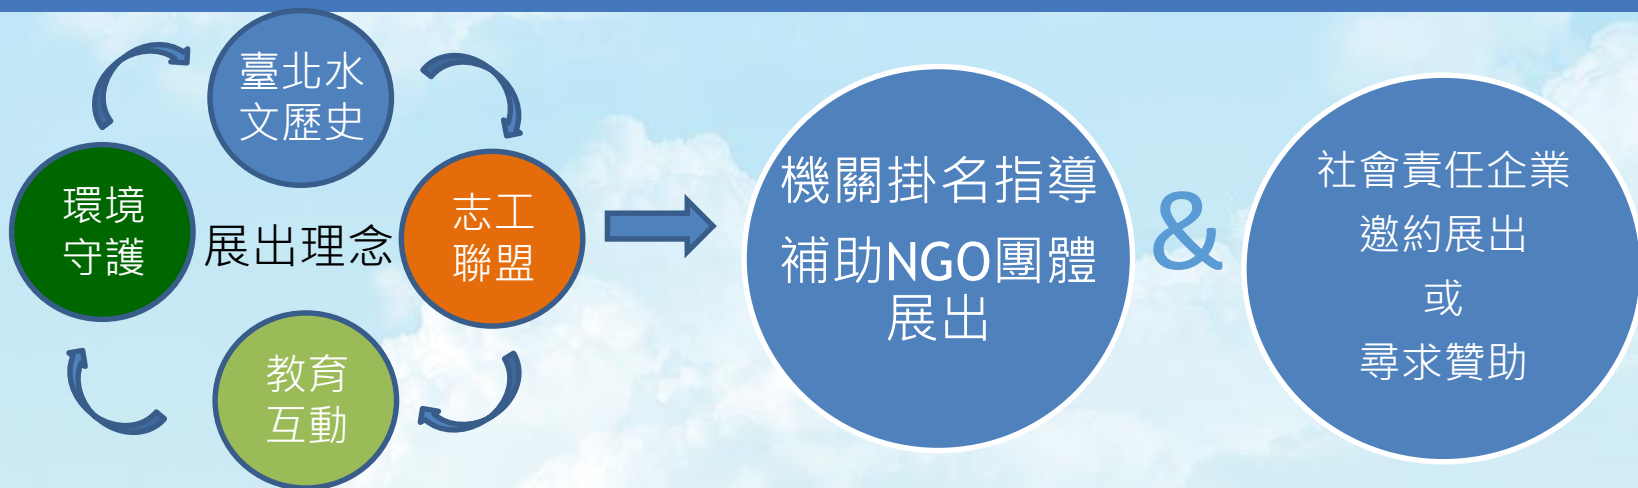 臺北水
文歷史
環境
守護
展出理念
志工
聯盟
教育
互動
機關掛名指導
補助NGO團體
展出
&
社會責任企業
邀約展出
或
尋求贊助